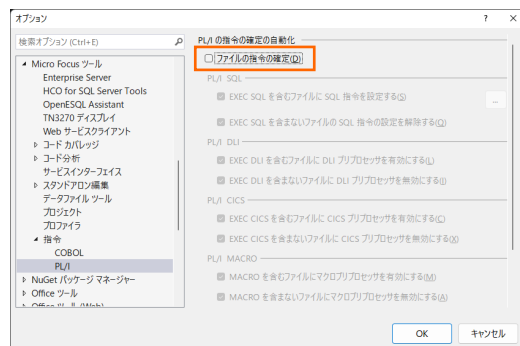 オプション
? ×
検索オプション (Ctrl+E)
Micro Focus ツール
Enterprise Server
HCO for SQL Server Tools
OpenESQL Assistant
TN3270 ディスプレイ
Web サービスクライアント
コード カバレッジ
コード分析
サービスインターフェイス
スタンドアロン編集
データファイル ツール
プロジェクト
プロファイラ
指令
COBOL
PL/I
NuGet パッケージ マネージャー
Office ツール
Office ツール (Web)
PL/I の指令の確定の自動化
ファイルの指令の確定(D)
PL/I SQL
EXEC SQL を含むファイルに SQL 指令を設定する(S)
...
EXEC SQL を含まないファイルの SQL 指令の設定を解除する(Q)
PL/I DLI
EXEC DLI を含むファイルに DLI プリプロセッサを有効にする(L)
EXEC DLI を含まないファイルに DLI プリプロセッサを無効にする(I)
PL/I CICS
EXEC CICS を含むファイルに CICS プリプロセッサを有効にする(C)
EXEC CICS を含まないファイルに CICS プリプロセッサを無効にする(X)
PL/I MACRO
MACRO を含むファイルにマクロプリプロセッサを有効にする(M)
MACRO を含まないファイルにマクロプリプロセッサを無効にする(A)
OK
キャンセル